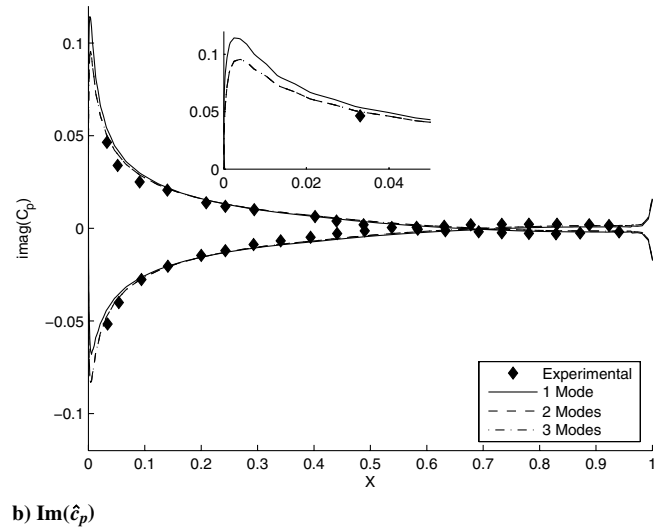 0.1
0.05
0
-0.05
-0.1
imag(C_p)
0.1
0.05
0
0
0.02
0.04
Experimental
1 Mode
2 Modes
3 Modes
0 0.1 0.2 0.3 0.4 0.5 0.6 0.7 0.8 0.9 1
X
b) Im(ĉ_p)